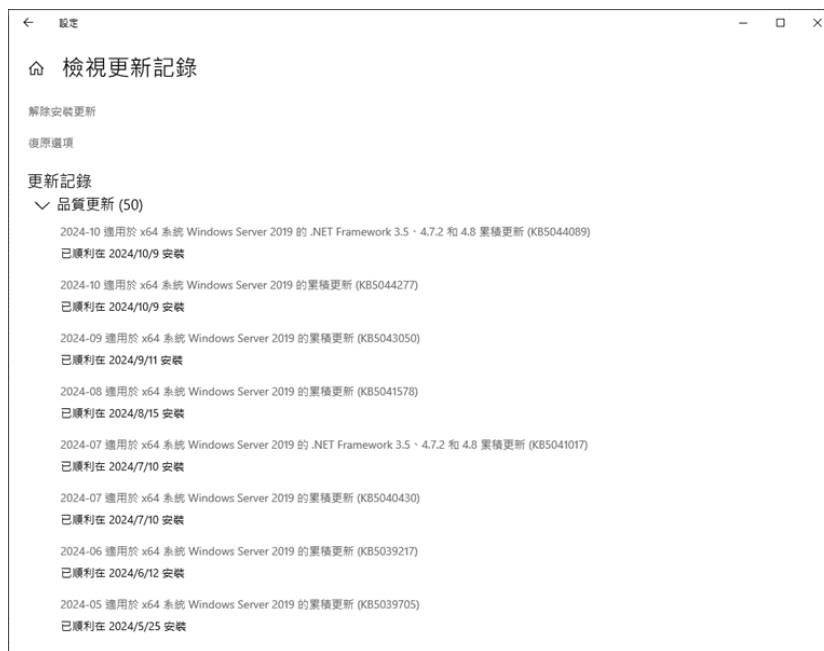 設定
檢視更新記錄
解除安裝更新
復原選項
更新記錄
品質更新 (50)
2024-10 適用於 x64 系統 Windows Server 2019 的 .NET Framework 3.5、4.7.2 和 4.8 累積更新 (KB5044089)
已順利在 2024/10/9 安裝
2024-10 適用於 x64 系統 Windows Server 2019 的累積更新 (KB5044277)
已順利在 2024/10/9 安裝
2024-09 適用於 x64 系統 Windows Server 2019 的累積更新 (KB5043050)
已順利在 2024/9/11 安裝
2024-08 適用於 x64 系統 Windows Server 2019 的累積更新 (KB5041578)
已順利在 2024/8/15 安裝
2024-07 適用於 x64 系統 Windows Server 2019 的 .NET Framework 3.5、4.7.2 和 4.8 累積更新 (KB5041017)
已順利在 2024/7/10 安裝
2024-07 適用於 x64 系統 Windows Server 2019 的累積更新 (KB5040430)
已順利在 2024/7/10 安裝
2024-06 適用於 x64 系統 Windows Server 2019 的累積更新 (KB5039217)
已順利在 2024/6/12 安裝
2024-05 適用於 x64 系統 Windows Server 2019 的累積更新 (KB5039705)
已順利在 2024/5/25 安裝